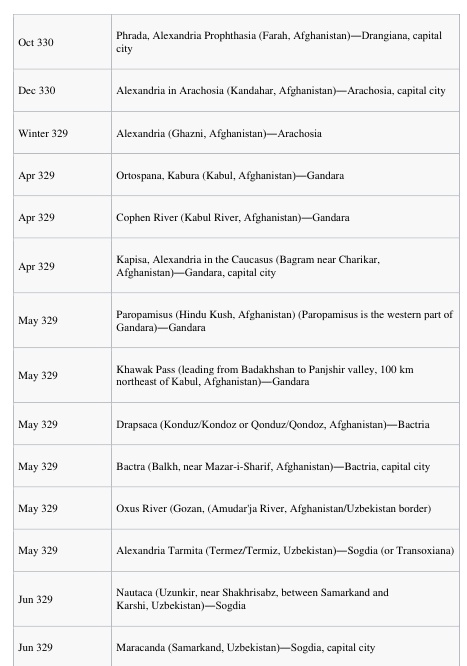 Oct 330
Phrada, Alexandria Prophthasia (Farah, Afghanistan)—Drangiana, capital
city
Dec 330
Alexandria in Arachosia (Kandahar, Afghanistan)—Arachosia, capital city
Winter 329
Alexandria (Ghazni, Afghanistan)—Arachosia
Apr 329
Ortospana, Kabura (Kabul, Afghanistan)—Gandara
Apr 329
Cophen River (Kabul River, Afghanistan)—Gandara
Apr 329
Kapisa, Alexandria in the Caucasus (Bagram near Charikar,
Afghanistan)—Gandara, capital city
May 329
Paropamisus (Hindu Kush, Afghanistan) (Paropamisus is the western part of
Gandara)—Gandara
May 329
Khawak Pass (leading from Badakhshan to Panjshir valley, 100 km
northeast of Kabul, Afghanistan)—Gandara
May 329
Drapsaca (Konduz/Kondoz or Qonduz/Qondoz, Afghanistan)—Bactria
May 329
Bactra (Balkh, near Mazar-i-Sharif, Afghanistan)—Bactria, capital city
May 329
Oxus River (Gozan, (Amudar'ja River, Afghanistan/Uzbekistan border)
May 329
Alexandria Tarmita (Termez/Termiz, Uzbekistan)—Sogdia (or Transoxiana)
Jun 329
Nautaca (Uzunkir, near Shakhrisabz, between Samarkand and
Karshi, Uzbekistan)—Sogdia
Jun 329
Maracanda (Samarkand, Uzbekistan)—Sogdia, capital city